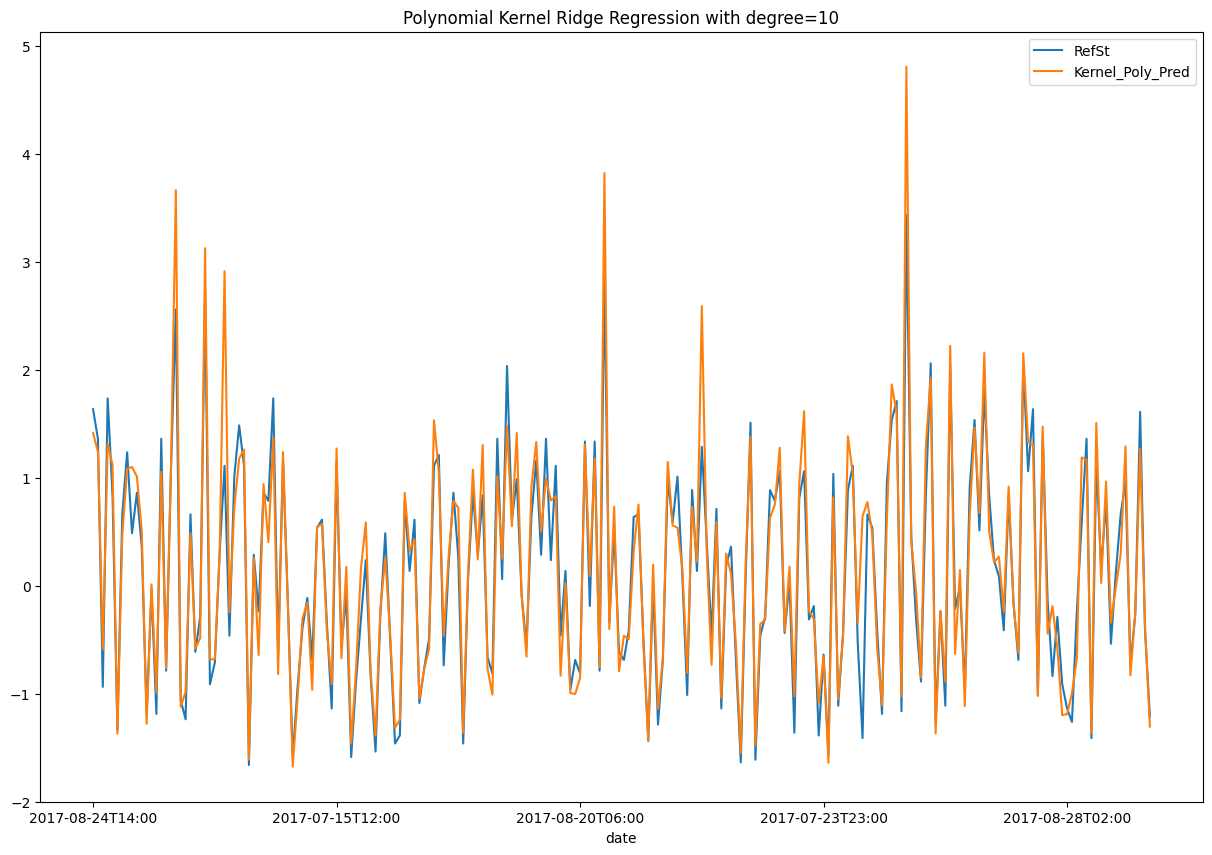 Polynomial Kernel Ridge Regression with degree=10
RefSt
Kernel_Poly_Pred
5
4
3
2
1
0
−1
−2
2017-08-24T14:00 2017-07-15T12:00 2017-08-20T06:00 2017-07-23T23:00 2017-08-28T02:00
date